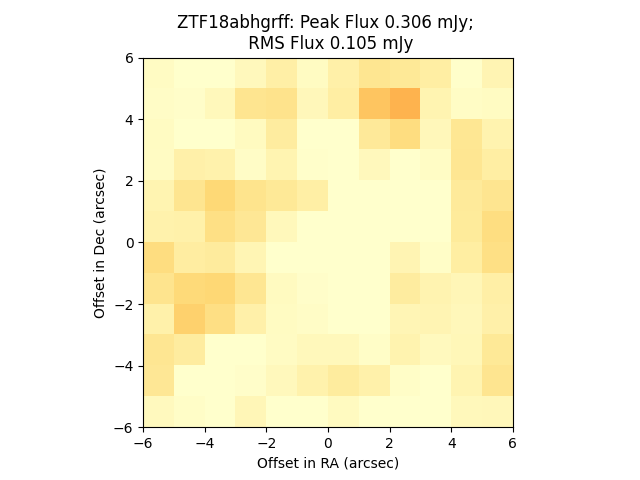 ZTF18abhgrff: Peak Flux 0.306 mJy;
RMS Flux 0.105 mJy
6
4
2
0
−2
−4
−6
Offset in Dec (arcsec)
−6 −4 −2 0 2 4 6
Offset in RA (arcsec)